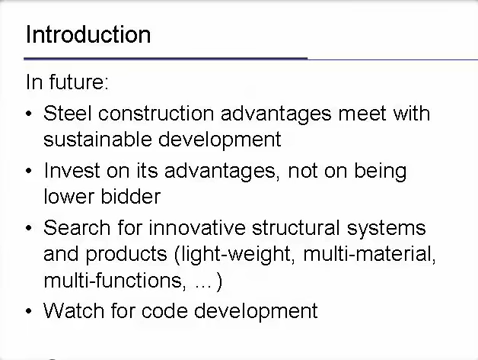 Introduction
In future:
• Steel construction advantages meet with
sustainable development
• Invest on its advantages, not on being
lower bidder
• Search for innovative structural systems
and products (light-weight, multi-material,
multi-functions, ... )
• Watch for code development